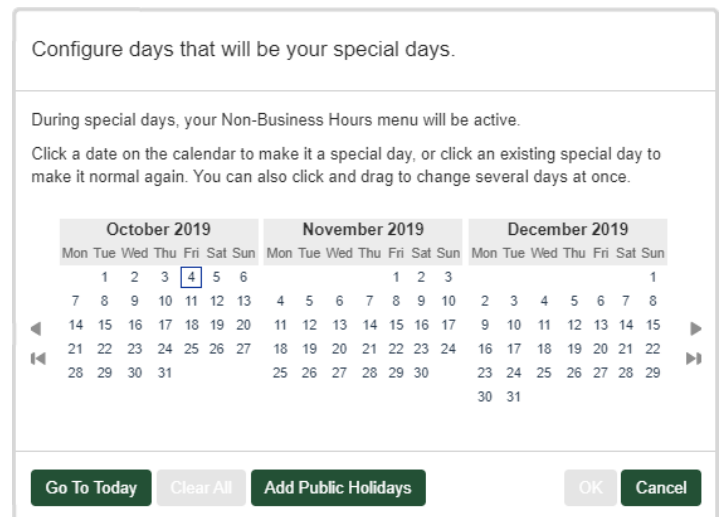 Configure days that will be your special days.
During special days, your Non-Business Hours menu will be active.
Click a date on the calendar to make it a special day, or click an existing special day to
make it normal again. You can also click and drag to change several days at once.
October 2019 November 2019 December 2019
Mon Tue Wed Thu Fri Sat Sun Mon Tue Wed Thu Fri Sat Sun Mon Tue Wed Thu Fri Sat Sun
1 2 3 4 5 6 1 2 3 1
7 8 9 10 11 12 13 4 5 6 7 8 9 10 2 3 4 5 6 7 8
14 15 16 17 18 19 20 11 12 13 14 15 16 17 9 10 11 12 13 14 15
21 22 23 24 25 26 27 18 19 20 21 22 23 24 16 17 18 19 20 21 22
28 29 30 31 25 26 27 28 29 30 23 24 25 26 27 28 29
30 31
Go To Today Clear All Add Public Holidays OK Cancel